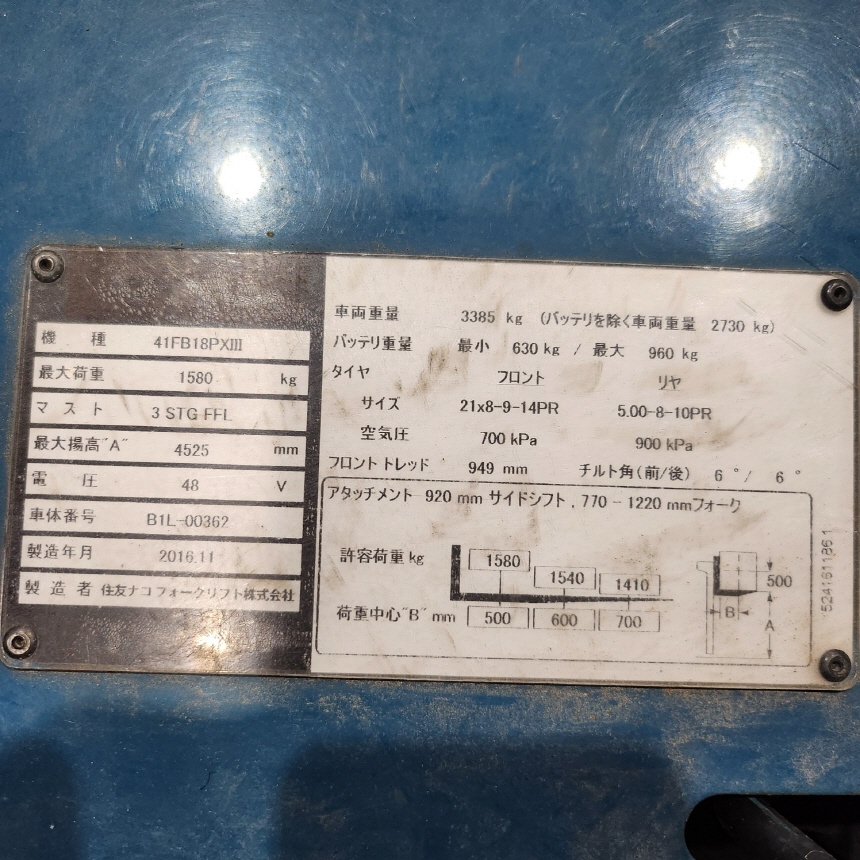 機種 41FB18PXⅢ
最大荷重 1580 kg
マスト 3 STG FFL
最大揚高"A" 4525 mm
電圧 48 V
車体番号 B1L-00362
製造年月 2016.11
製造者 住友ナコ フォークリフト株式会社
車両重量 3385 kg (バッテリを除く車両重量 2730 kg)
バッテリ重量 最小 630 kg / 最大 960 kg
タイヤ フロント リヤ
サイズ 21x8-9-14PR 5.00-8-10PR
空気圧 700 kPa 900 kPa
フロントトレッド 949 mm チルト角(前/後) 6°/ 6°
アタッチメント 920 mm サイドシフト, 770-1220 mmフォーク
許容荷重 kg 1580 1540 1410
荷重中心"B" mm 500 600 700
500
B
A
5241611861